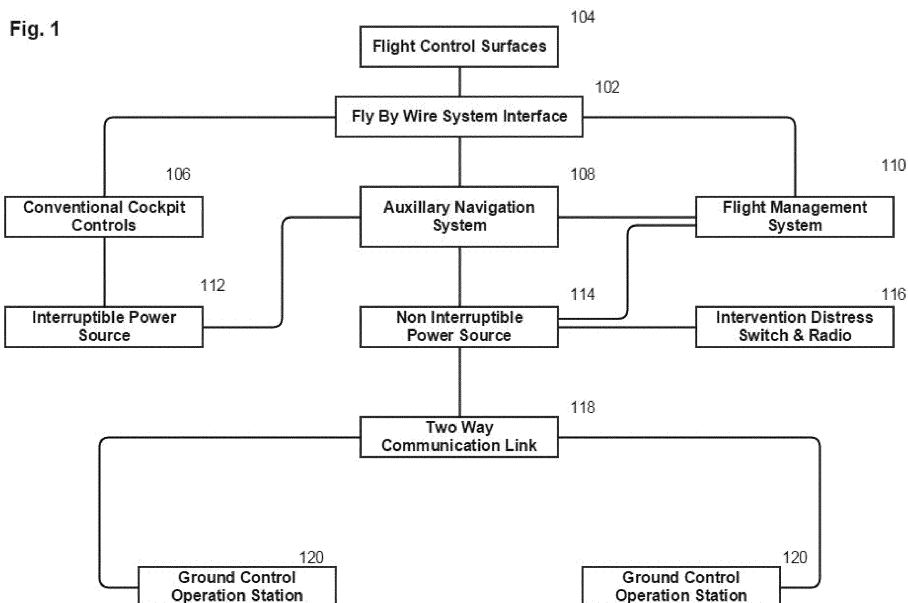 Fig. 1
104
Flight Control Surfaces
102
Fly By Wire System Interface
106
Conventional Cockpit
Controls
108
Auxillary Navigation
System
110
Flight Management
System
112
Interruptible Power
Source
114
Non Interruptible
Power Source
116
Intervention Distress
Switch & Radio
118
Two Way
Communication Link
120
Ground Control
Operation Station
120
Ground Control
Operation Station